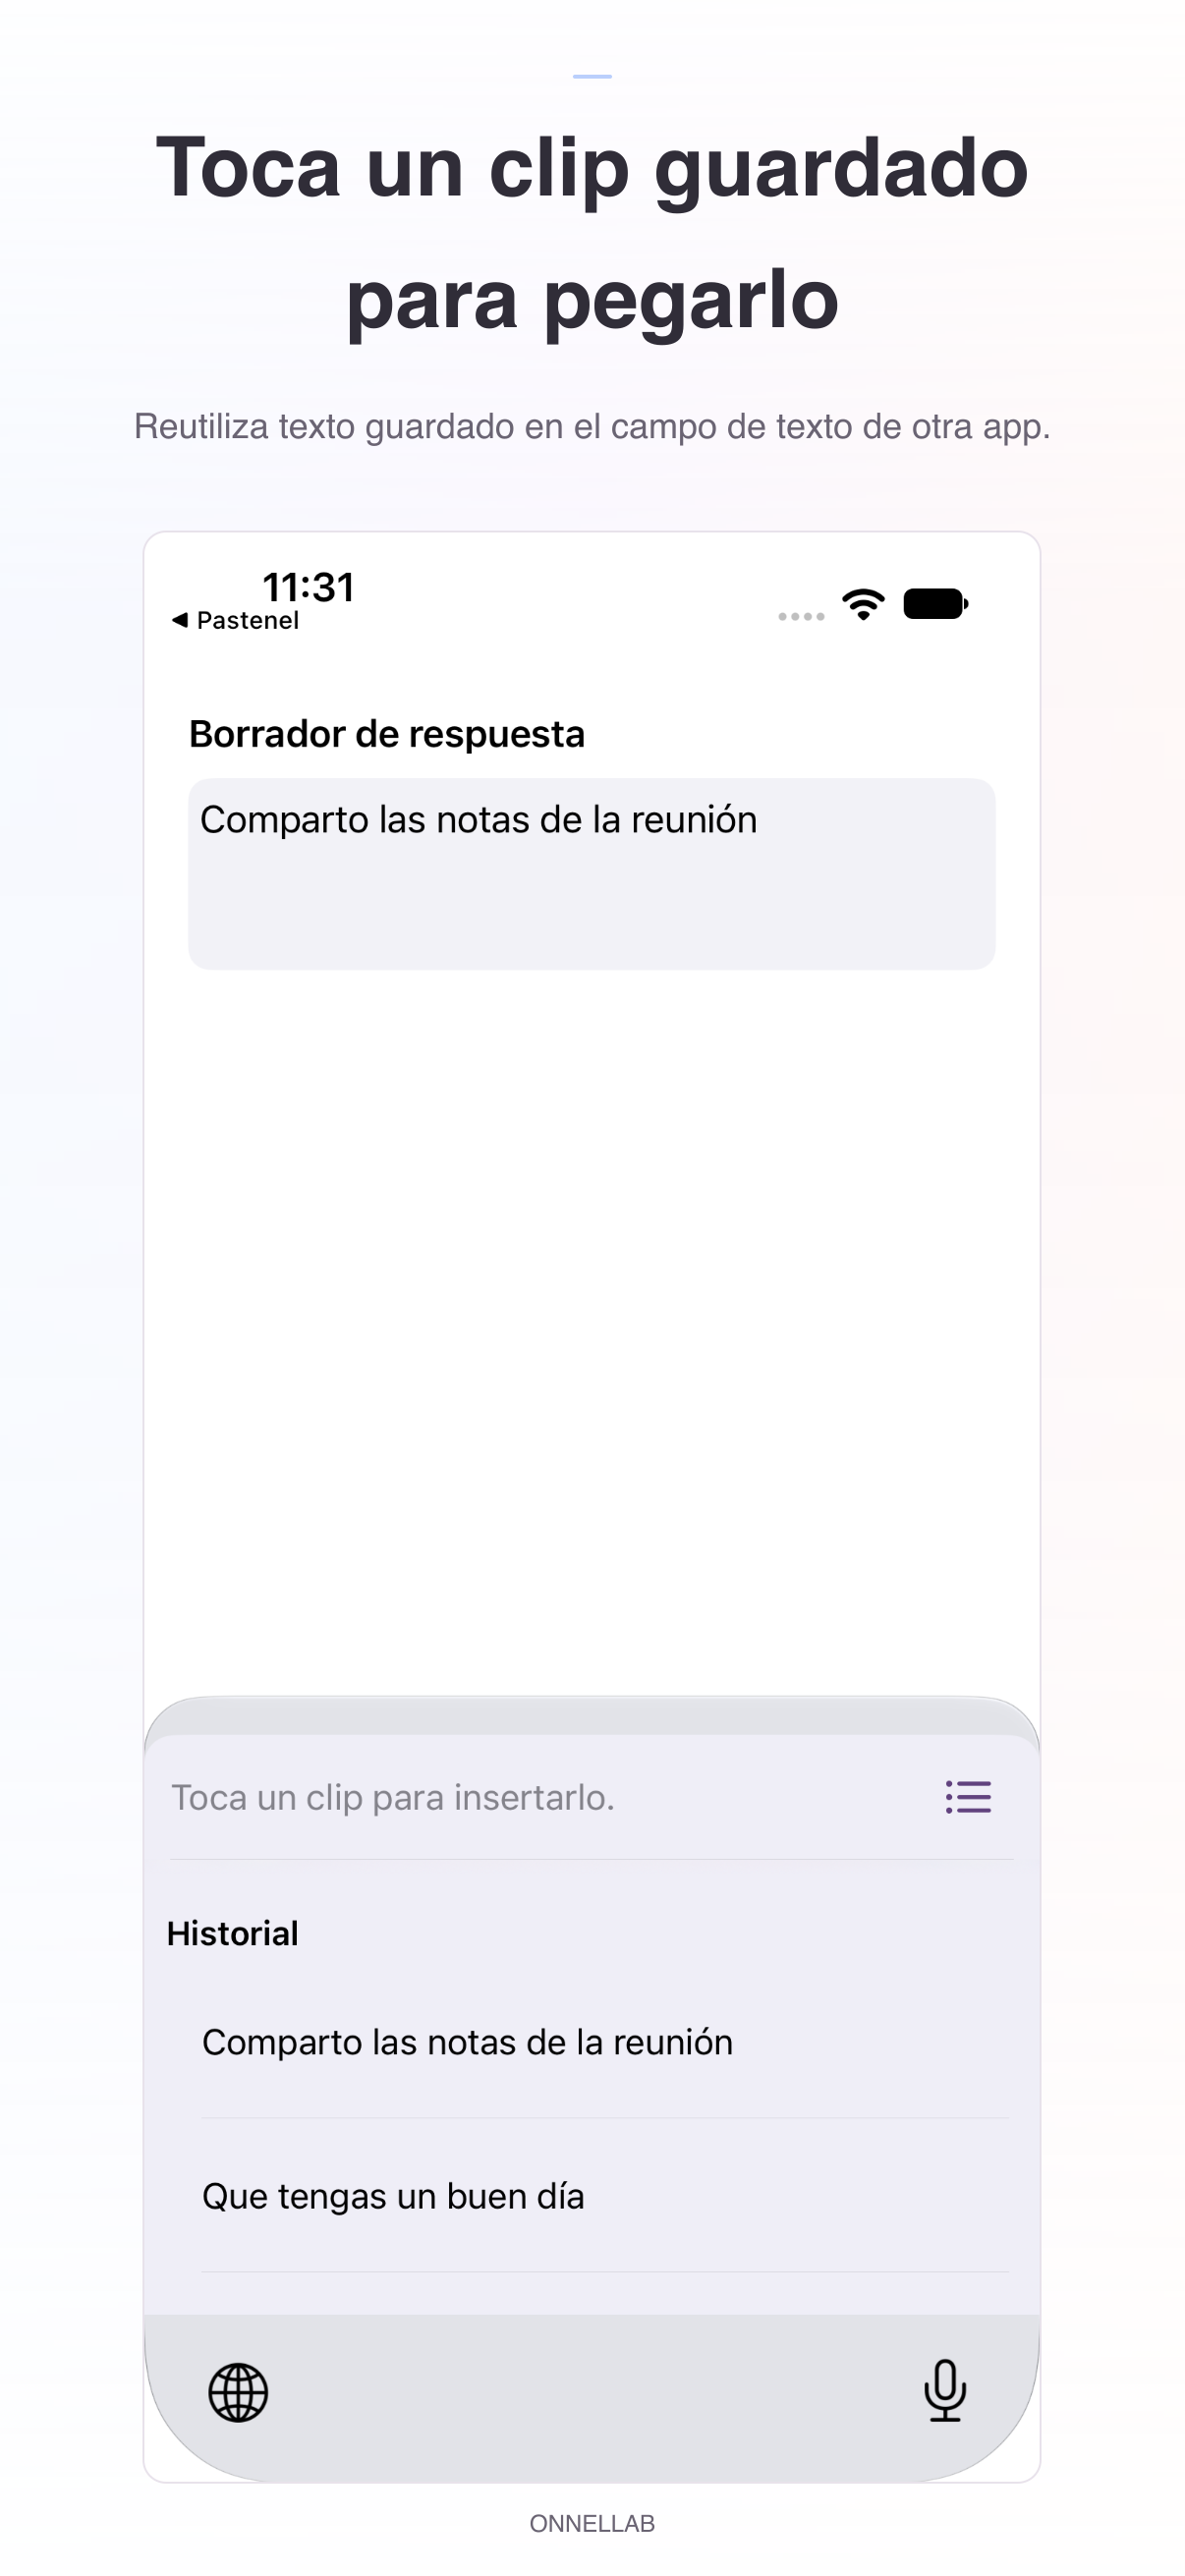 Toca un clip guardado
para pegarlo
Reutiliza texto guardado en el campo de texto de otra app.
11:31
◀ Pastenel
Borrador de respuesta
Comparto las notas de la reunión
Toca un clip para insertarlo.
Historial
Comparto las notas de la reunión
Que tengas un buen día
ONNELLAB